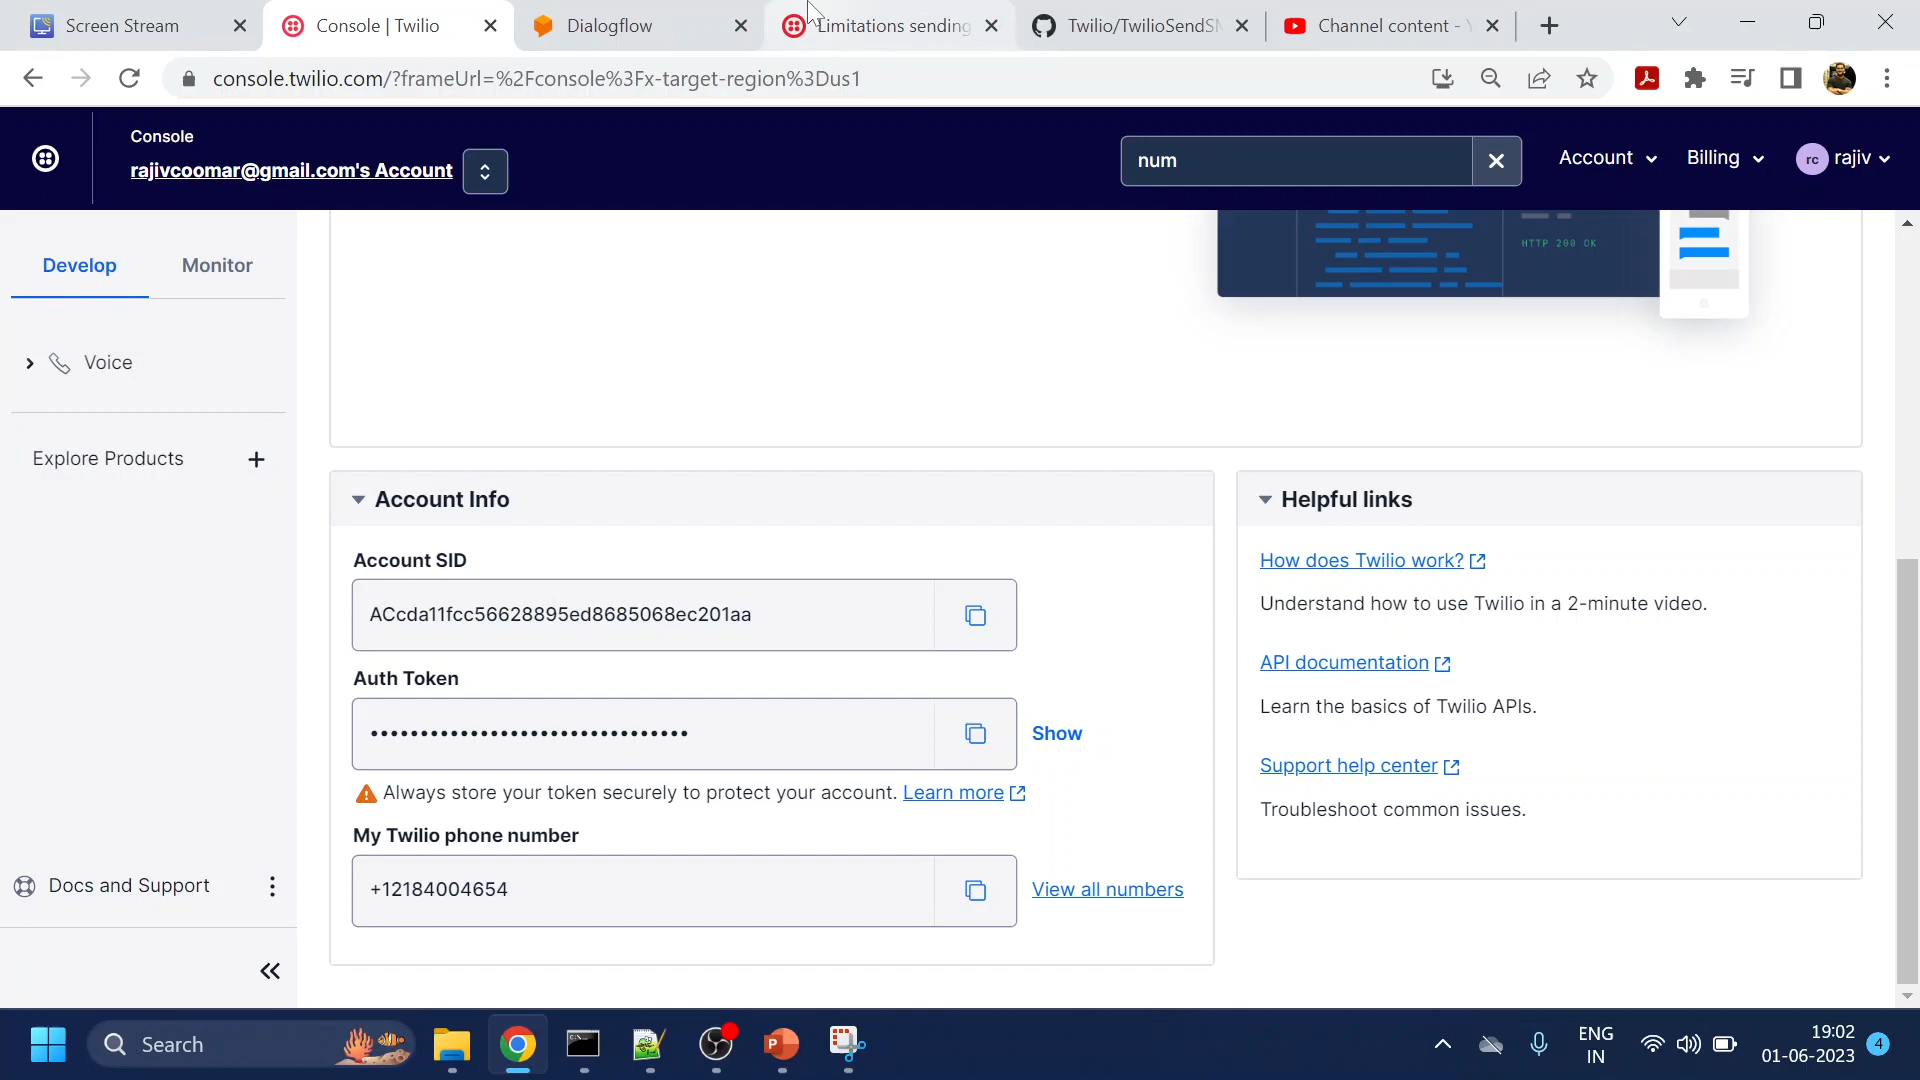 Screen Stream
Console | Twilio
Dialogflow
Limitations sending
Twilio/TwilioSendSM
Channel content - Y
console.twilio.com/?frameUrl=%2Fconsole%3Fx-target-region%3Dus1
Console
rajivcoomar@gmail.com's Account
num
Account
Billing
rc
rajiv
Develop
Monitor
HTTP 200 OK
Voice
Explore Products
Account Info
Helpful links
Account SID
ACcda11fcc56628895ed8685068ec201aa
How does Twilio work?
Understand how to use Twilio in a 2-minute video.
Auth Token
••••••••••••••••••••••••••••••••
Show
API documentation
Learn the basics of Twilio APIs.
Always store your token securely to protect your account. Learn more
Support help center
Troubleshoot common issues.
My Twilio phone number
+12184004654
View all numbers
Docs and Support
Search
ENG
IN
19:02
01-06-2023
4